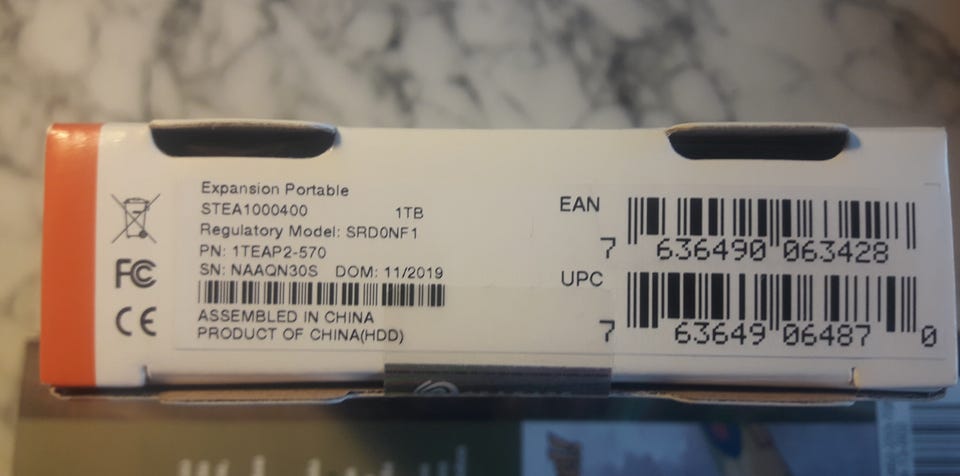 Expansion Portable
STEA1000400 1TB
Regulatory Model: SRD0NF1
PN: 1TEAP2-570
SN: NAAQN30S DOM: 11/2019
ASSEMBLED IN CHINA
PRODUCT OF CHINA(HDD)
FC
CE
EAN
7 636490 063428
UPC
7 63649 06487 0